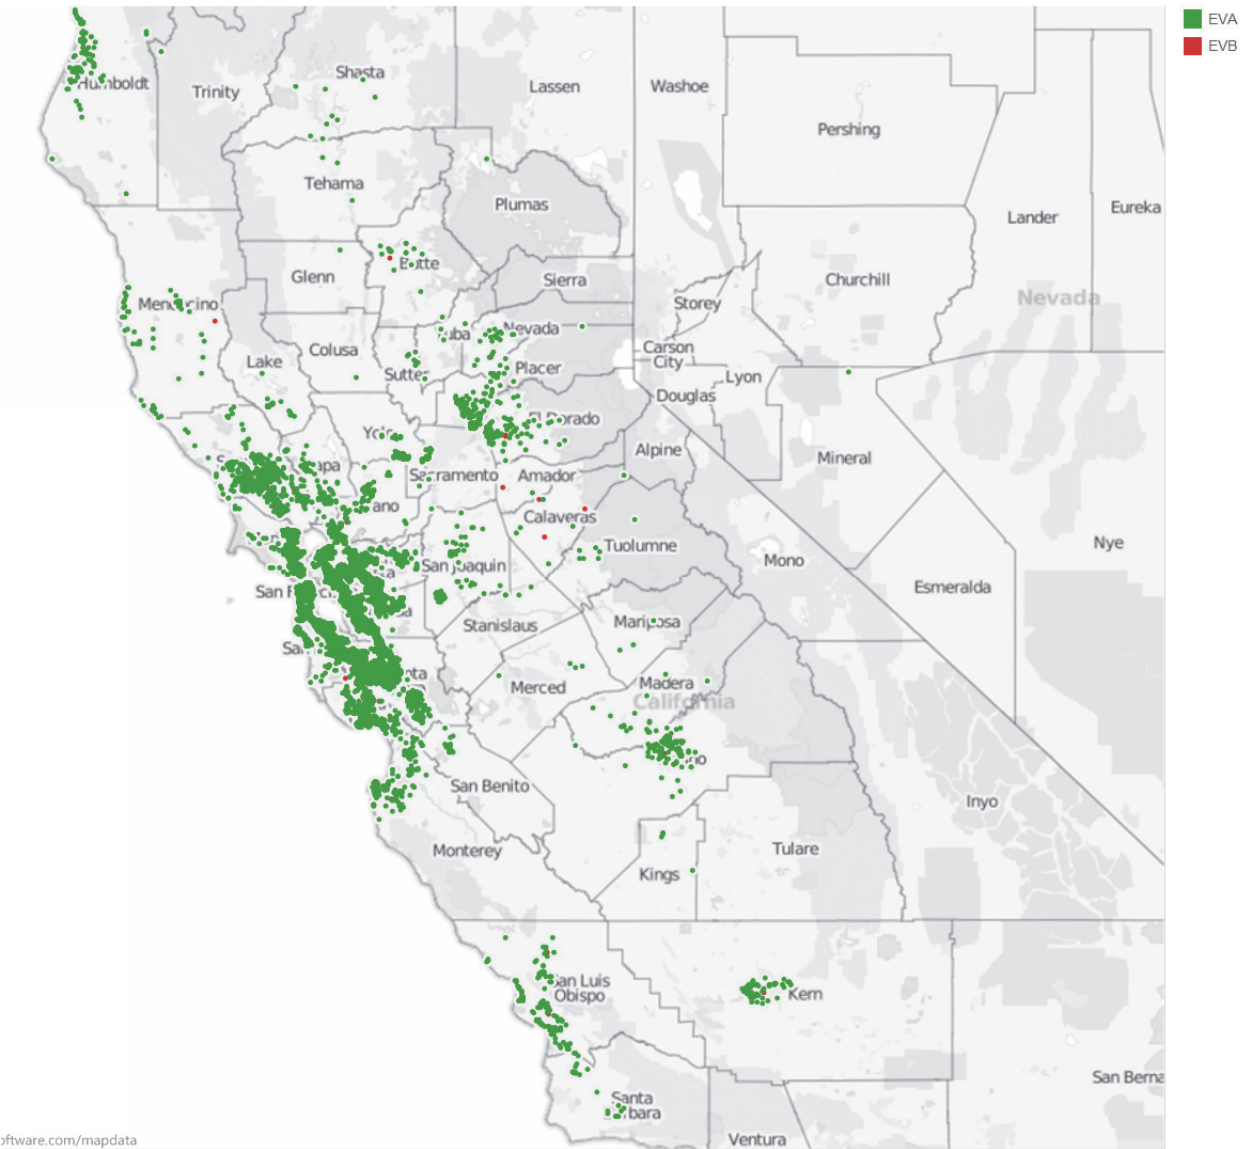 EVA
EVB
Humboldt
Trinity
Shasta
Lassen
Washoe
Pershing
Tehama
Plumas
Lander
Eureka
Butte
Glenn
Sierra
Churchill
Nevada
Mendocino
Storey
Nevada
Colusa
Lake
Carson
City
Placer
Sutter
Lyon
Douglas
El Dorado
Yolo
Alpine
Mineral
Sacramento
Amador
Calaveras
Tuolumne
Nye
Mono
San Joaquin
Esmeralda
Mariposa
Stanislaus
Madera
Merced
California
San Benito
Inyo
Monterey
Tulare
Kings
San Luis
Obispo
Kern
San Berna
Santa
bara
oftware.com/mapdata
Ventura